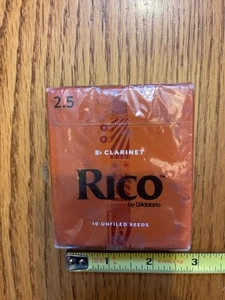 2.5
B♭ CLARINET
RICO
by D'Addario
10 UNFILED REEDS
1 2 3